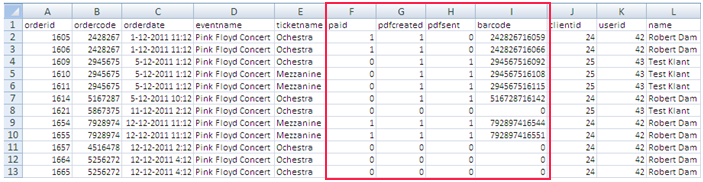 A B C D E F G H I J K L
1 orderid ordercode orderdate eventname ticketname paid pdfcreated pdfsent barcode clientid userid name
2 1605 2428267 1-12-2011 11:12 Pink Floyd Concert Ochestra 1 1 0 242826716059 24 42 Robert Dam
3 1606 2428267 1-12-2011 11:12 Pink Floyd Concert Ochestra 1 1 0 242826716066 24 42 Robert Dam
4 1609 2945675 5-12-2011 1:12 Pink Floyd Concert Ochestra 0 1 1 294567516092 25 43 Test Klant
5 1610 2945675 5-12-2011 1:12 Pink Floyd Concert Mezzanine 0 1 1 294567516108 25 43 Test Klant
6 1611 2945675 5-12-2011 1:12 Pink Floyd Concert Mezzanine 0 1 1 294567516115 25 43 Test Klant
7 1614 5167287 5-12-2011 10:12 Pink Floyd Concert Ochestra 0 1 1 516728716142 24 42 Robert Dam
8 1621 5867375 11-12-2011 2:12 Pink Floyd Concert Ochestra 0 0 0 0 25 43 Test Klant
9 1654 7928974 12-12-2011 11:12 Pink Floyd Concert Mezzanine 1 1 1 792897416544 24 42 Robert Dam
10 1655 7928974 12-12-2011 11:12 Pink Floyd Concert Mezzanine 1 1 1 792897416551 24 42 Robert Dam
11 1657 4516478 12-12-2011 2:12 Pink Floyd Concert Ochestra 0 0 0 0 24 42 Robert Dam
12 1664 5256272 12-12-2011 4:12 Pink Floyd Concert Ochestra 0 0 0 0 24 42 Robert Dam
13 1665 5256272 12-12-2011 4:12 Pink Floyd Concert Ochestra 0 0 0 0 24 42 Robert Dam